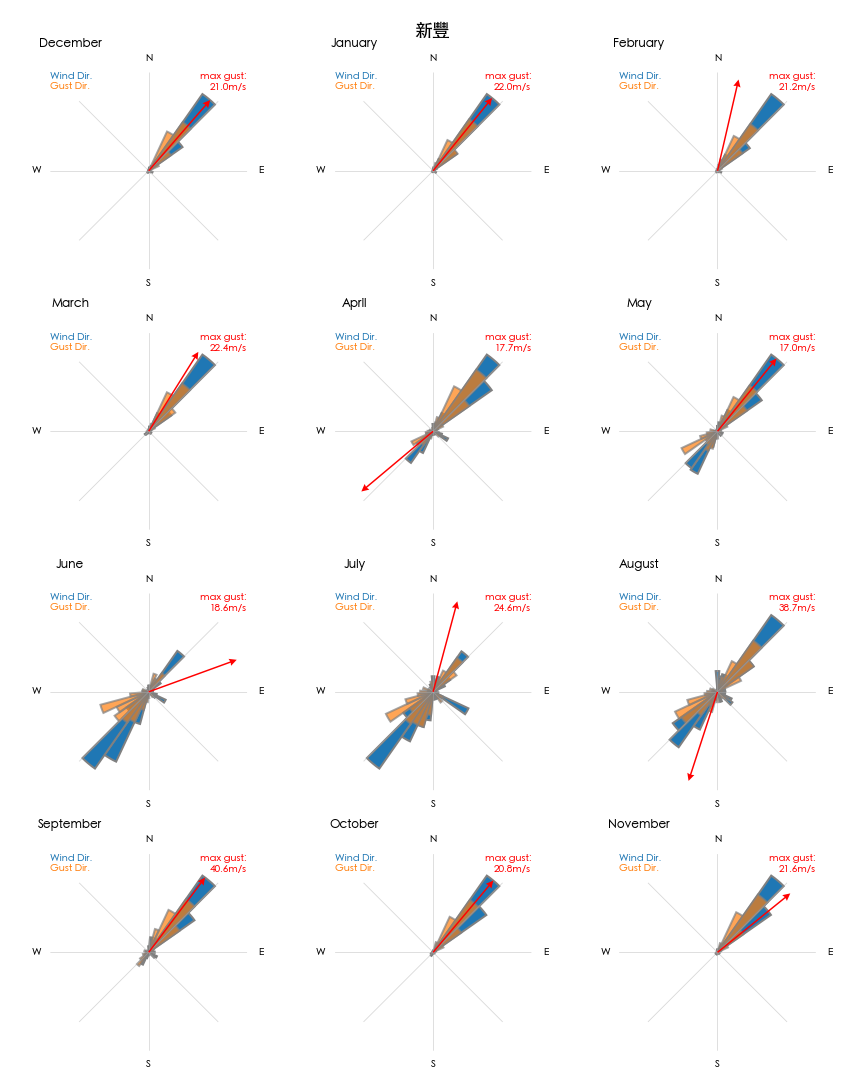 新豐
December
N
Wind Dir.
Gust Dir.
max gust:
21.0m/s
W
E
S
January
N
Wind Dir.
Gust Dir.
max gust:
22.0m/s
W
E
S
February
N
Wind Dir.
Gust Dir.
max gust:
21.2m/s
W
E
S
March
N
Wind Dir.
Gust Dir.
max gust:
22.4m/s
W
E
S
April
N
Wind Dir.
Gust Dir.
max gust:
17.7m/s
W
E
S
May
N
Wind Dir.
Gust Dir.
max gust:
17.0m/s
W
E
S
June
N
Wind Dir.
Gust Dir.
max gust:
18.6m/s
W
E
S
July
N
Wind Dir.
Gust Dir.
max gust:
24.6m/s
W
E
S
August
N
Wind Dir.
Gust Dir.
max gust:
38.7m/s
W
E
S
September
N
Wind Dir.
Gust Dir.
max gust:
40.6m/s
W
E
S
October
N
Wind Dir.
Gust Dir.
max gust:
20.8m/s
W
E
S
November
N
Wind Dir.
Gust Dir.
max gust:
21.6m/s
W
E
S